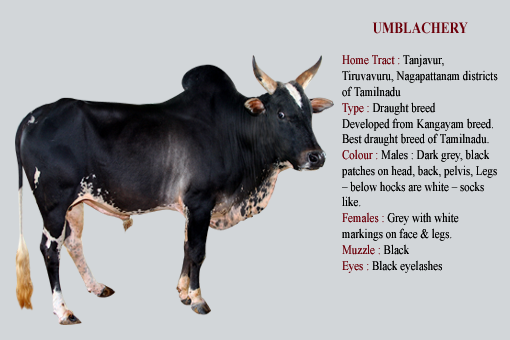 UMBLACHERY
Home Tract : Tanjavur,
Tiruvavuru, Nagapattanam districts
of Tamilnadu
Type : Draught breed
Developed from Kangayam breed.
Best draught breed of Tamilnadu.
Colour : Males : Dark grey, black
patches on head, back, pelvis, Legs
– below hocks are white – socks
like.
Females : Grey with white
markings on face & legs.
Muzzle : Black
Eyes : Black eyelashes